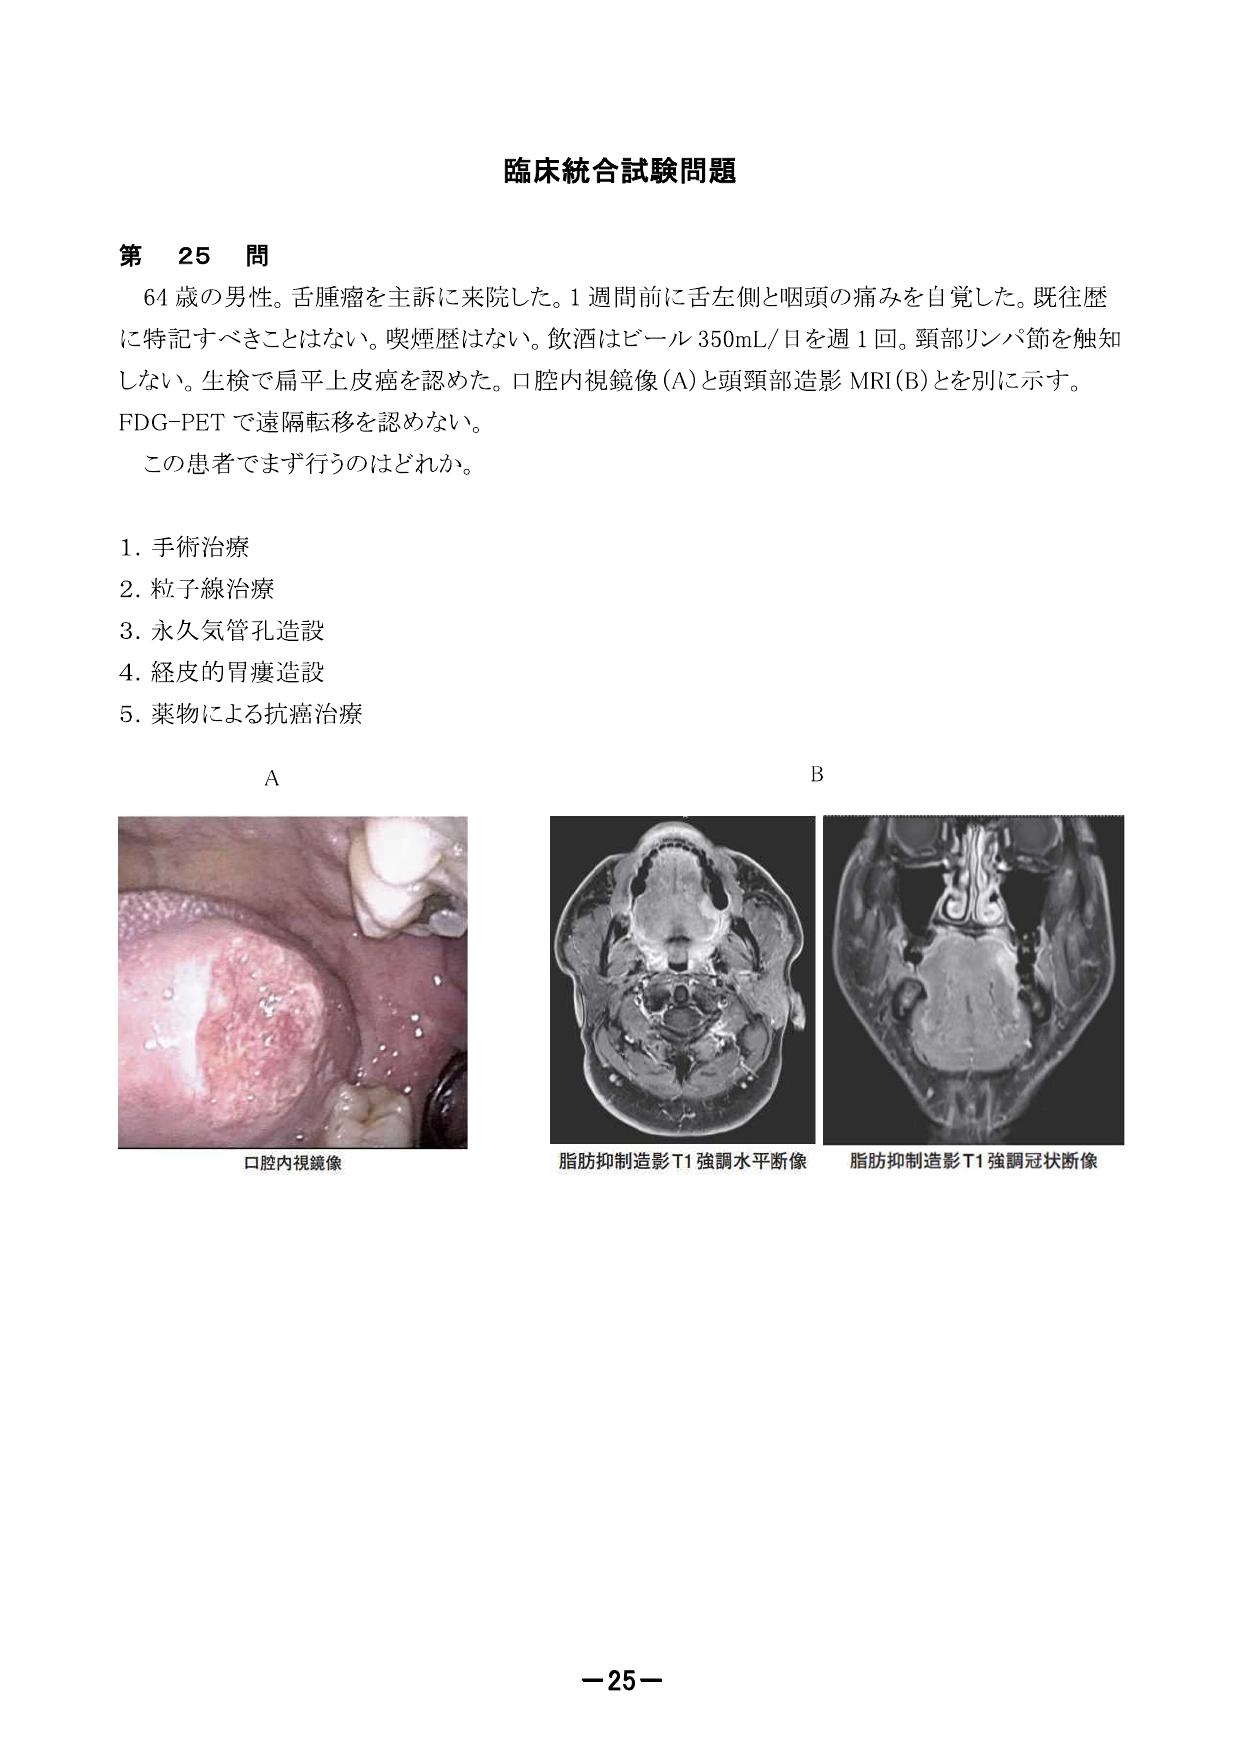 臨床統合試験問題
第 25 問
64 歳の男性。舌腫瘤を主訴に来院した。1 週間前に舌左側と咽頭の痛みを自覚した。既往歴
に特記すべきことはない。喫煙歴はない。飲酒はビール 350mL/日を週 1 回。頸部リンパ節を触知
しない。生検で扁平上皮癌を認めた。口腔内視鏡像(A)と頭頸部造影 MRI(B)とを別に示す。
FDG-PET で遠隔転移を認めない。
この患者でまず行うのはどれか。
1. 手術治療
2. 粒子線治療
3. 永久気管孔造設
4. 経皮的胃瘻造設
5. 薬物による抗癌治療
A
B
口腔内視鏡像
脂肪抑制造影T1強調水平断像
脂肪抑制造影T1強調冠状断像
－25－